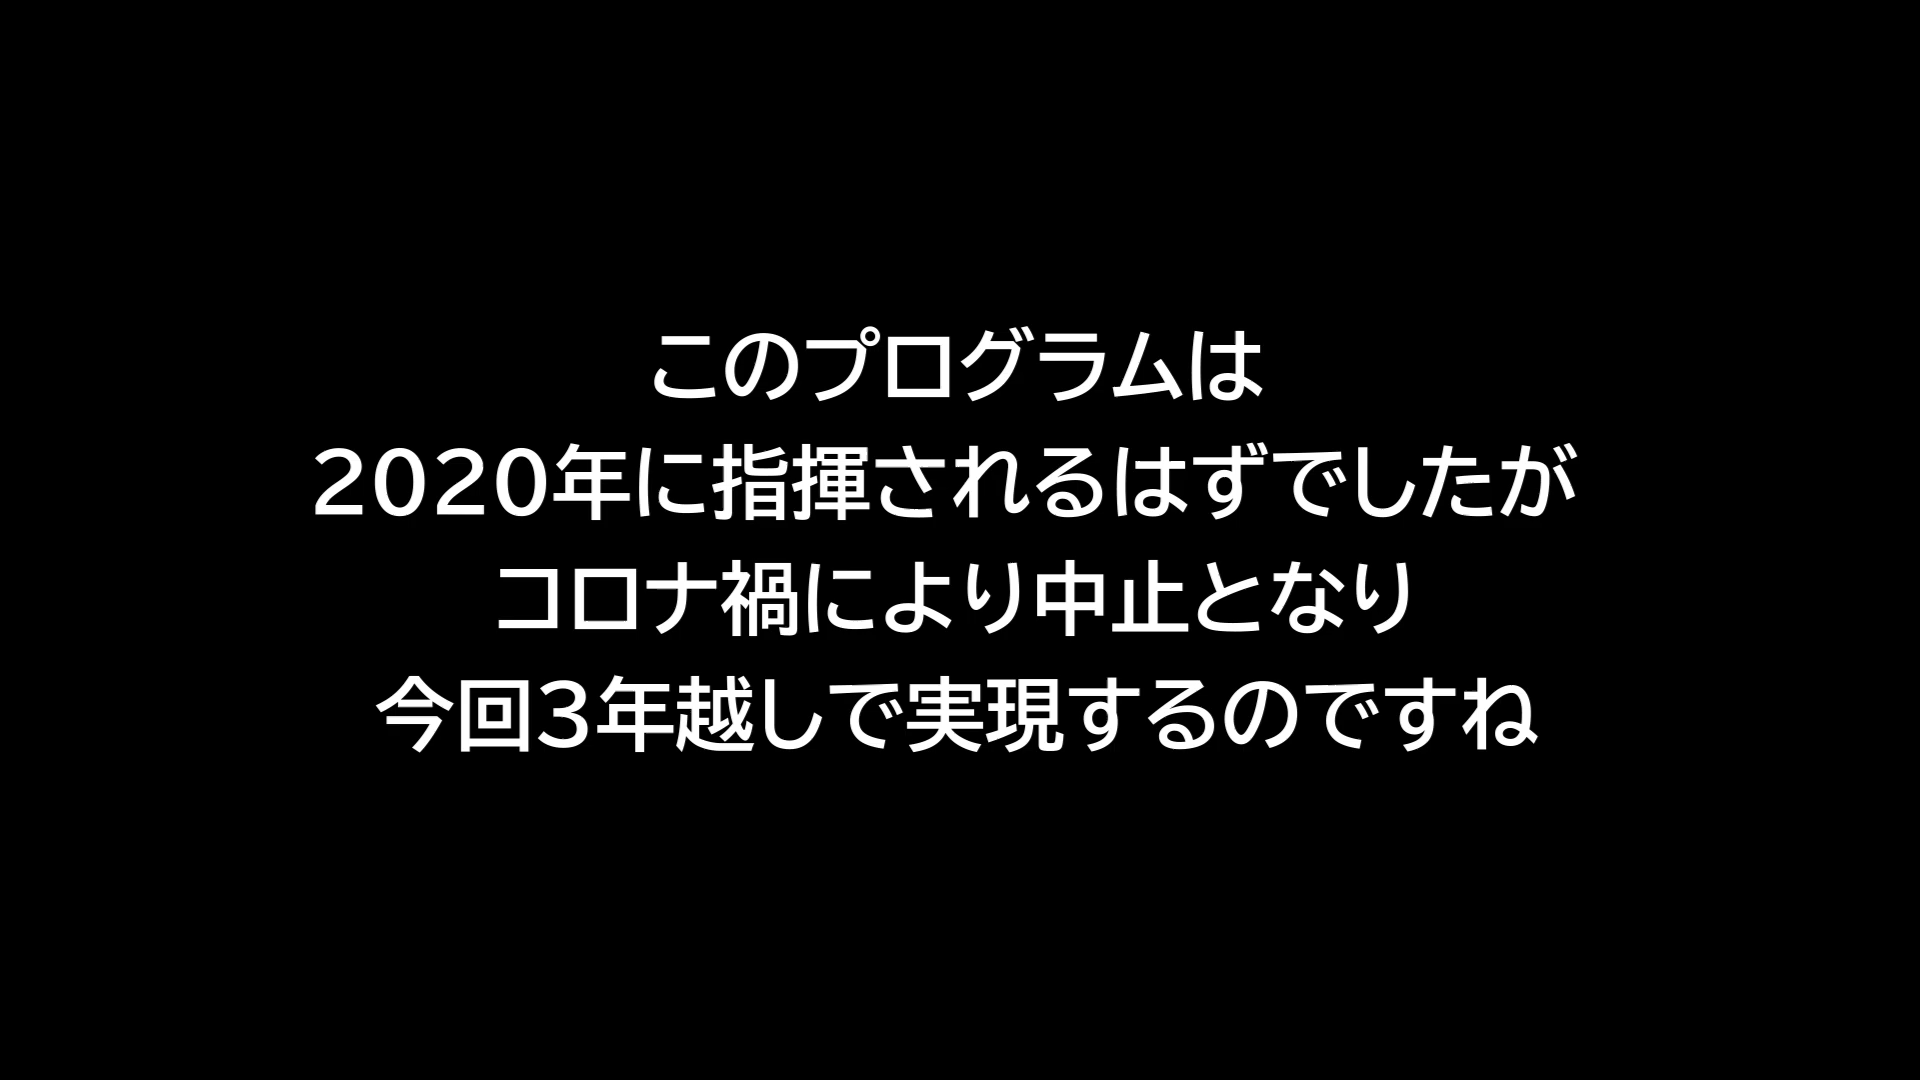 このプログラムは
2020年に指揮されるはずでしたが
コロナ禍により中止となり
今回3年越しで実現するのですね